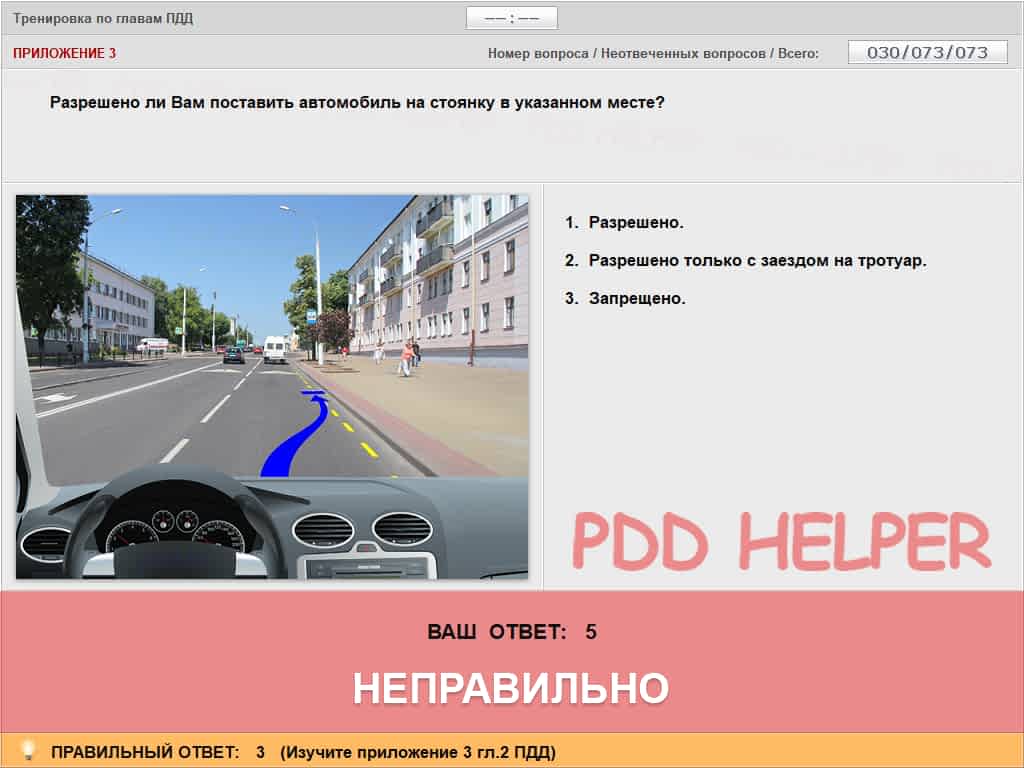 Тренировка по главам ПДД
—— : ——
ПРИЛОЖЕНИЕ 3
Номер вопроса / Неотвеченных вопросов / Всего:
030/073/073
Разрешено ли Вам поставить автомобиль на стоянку в указанном месте?
1. Разрешено.
2. Разрешено только с заездом на тротуар.
3. Запрещено.
PDD HELPER
ВАШ ОТВЕТ: 5
НЕПРАВИЛЬНО
ПРАВИЛЬНЫЙ ОТВЕТ: 3 (Изучите приложение 3 гл.2 ПДД)